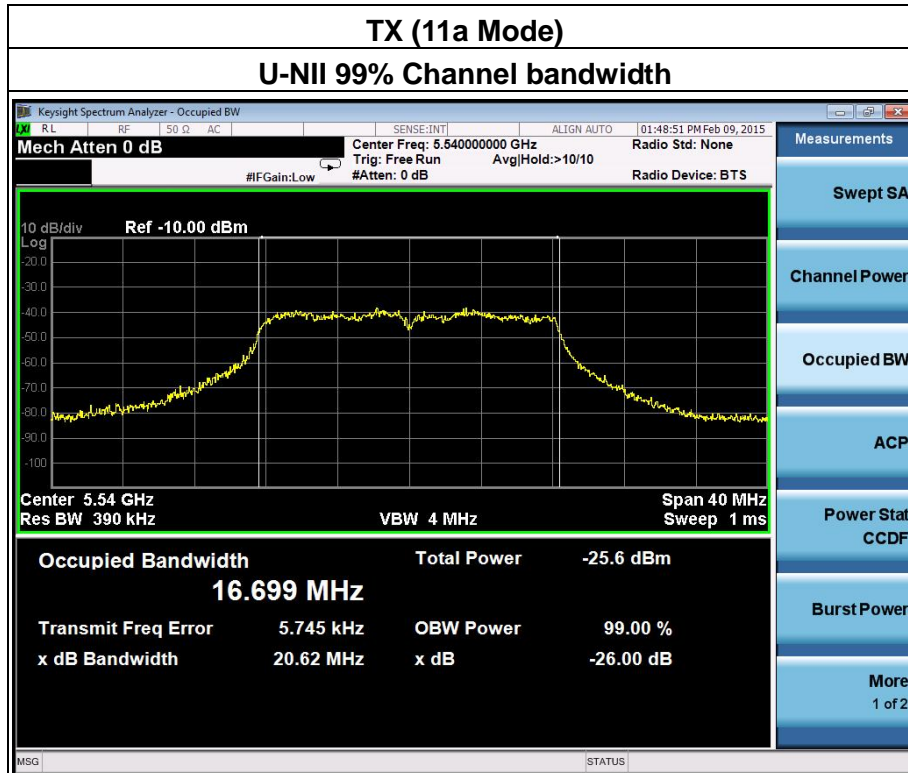 TX (11a Mode)
U-NII 99% Channel bandwidth
Keysight Spectrum Analyzer - Occupied BW
LXI RL RF 50 Ω AC SENSE:INT ALIGN AUTO 01:48:51 PM Feb 09, 2015
Mech Atten 0 dB Center Freq: 5.540000000 GHz Radio Std: None
Trig: Free Run Avg|Hold:>10/10
#IFGain:Low #Atten: 0 dB Radio Device: BTS
10 dB/div Ref -10.00 dBm
Log
-20.0
-30.0
-40.0
-50.0
-60.0
-70.0
-80.0
-90.0
-100
Center 5.54 GHz Span 40 MHz
Res BW 390 kHz VBW 4 MHz Sweep 1 ms
Occupied Bandwidth Total Power -25.6 dBm
16.699 MHz
Transmit Freq Error 5.745 kHz OBW Power 99.00 %
x dB Bandwidth 20.62 MHz x dB -26.00 dB
MSG STATUS
Measurements
Swept SA
Channel Power
Occupied BW
ACP
Power Stat
CCDF
Burst Power
More
1 of 2